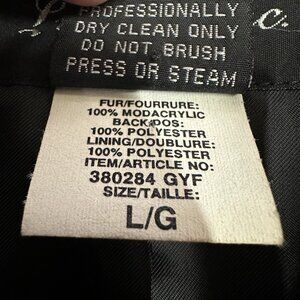 PROFESSIONALLY
DRY CLEAN ONLY
DO NOT BRUSH
PRESS OR STEAM
FUR/FOURRURE:
100% MODACRYLIC
BACK/DOS:
100% POLYESTER
LINING/DOUBLURE:
100% POLYESTER
ITEM/ARTICLE NO:
380284 GYF
SIZE/TAILLE:
L/G